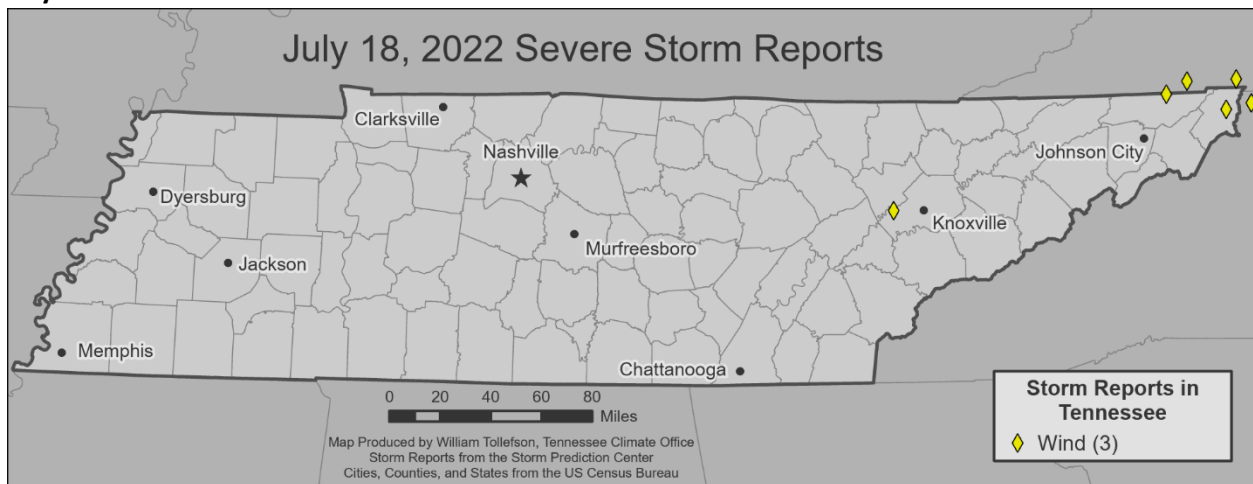 July 18, 2022 Severe Storm Reports
Clarksville
Nashville
Johnson City
Dyersburg
Knoxville
Murfreesboro
Jackson
Memphis
Chattanooga
0 20 40 60 80
Miles
Map Produced by William Tollefson, Tennessee Climate Office
Storm Reports from the Storm Prediction Center
Cities, Counties, and States from the US Census Bureau
Storm Reports in
Tennessee
Wind (3)